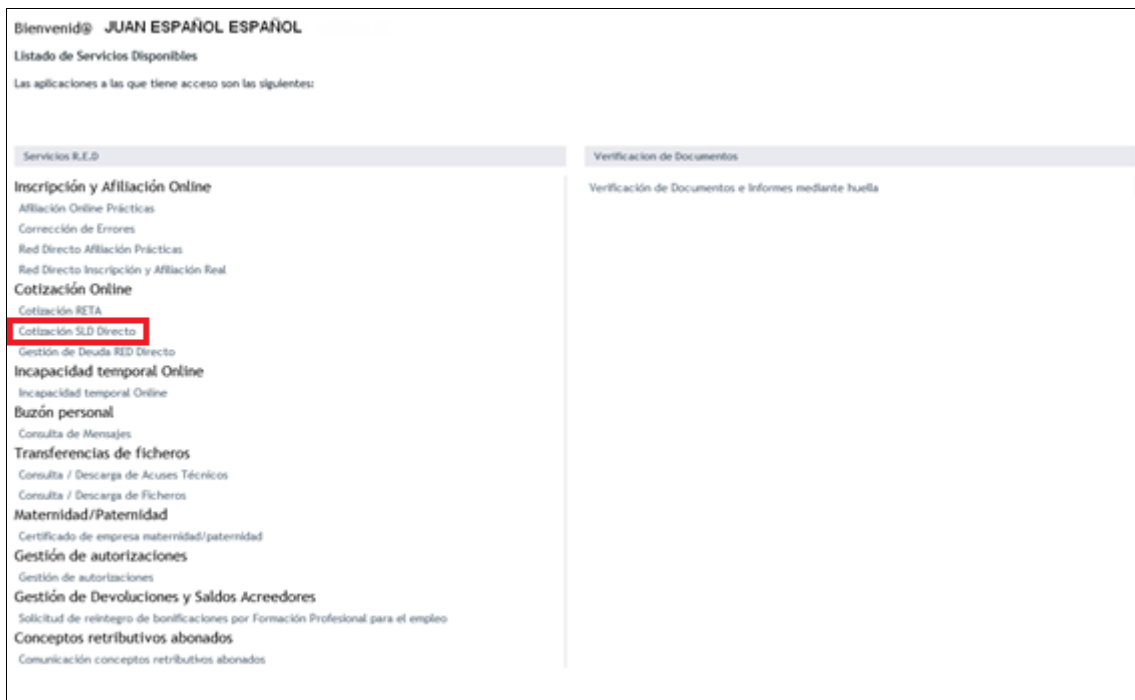 Bienvenid@ JUAN ESPAÑOL ESPAÑOL
Listado de Servicios Disponibles
Las aplicaciones a las que tiene acceso son las siguientes:
Servicios R.E.D
Inscripción y Afiliación Online
Afiliación Online Prácticas
Corrección de Errores
Red Directo Afiliación Prácticas
Red Directo Inscripción y Afiliación Real
Cotización Online
Cotización RETA
Cotización SLD Directo
Gestión de Deuda RED Directo
Incapacidad temporal Online
Incapacidad temporal Online
Buzón personal
Consulta de Mensajes
Transferencias de ficheros
Consulta / Descarga de Acuses Técnicos
Consulta / Descarga de Ficheros
Maternidad/Paternidad
Certificado de empresa maternidad/paternidad
Gestión de autorizaciones
Gestión de autorizaciones
Gestión de Devoluciones y Saldos Acreedores
Solicitud de reintegro de bonificaciones por Formación Profesional para el empleo
Conceptos retributivos abonados
Comunicación conceptos retributivos abonados
Verificacion de Documentos
Verificación de Documentos e Informes mediante huella